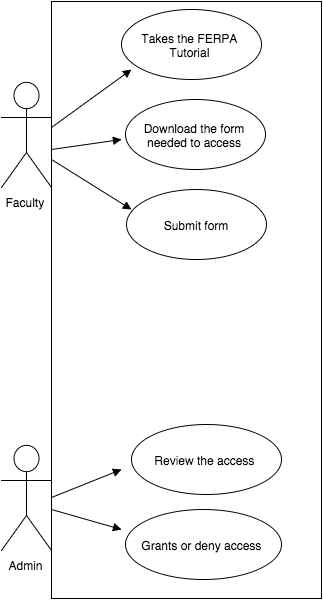 Takes the FERPA
Tutorial
Download the form
needed to access
Faculty
Submit form
Review the access
Grants or deny access
Admin